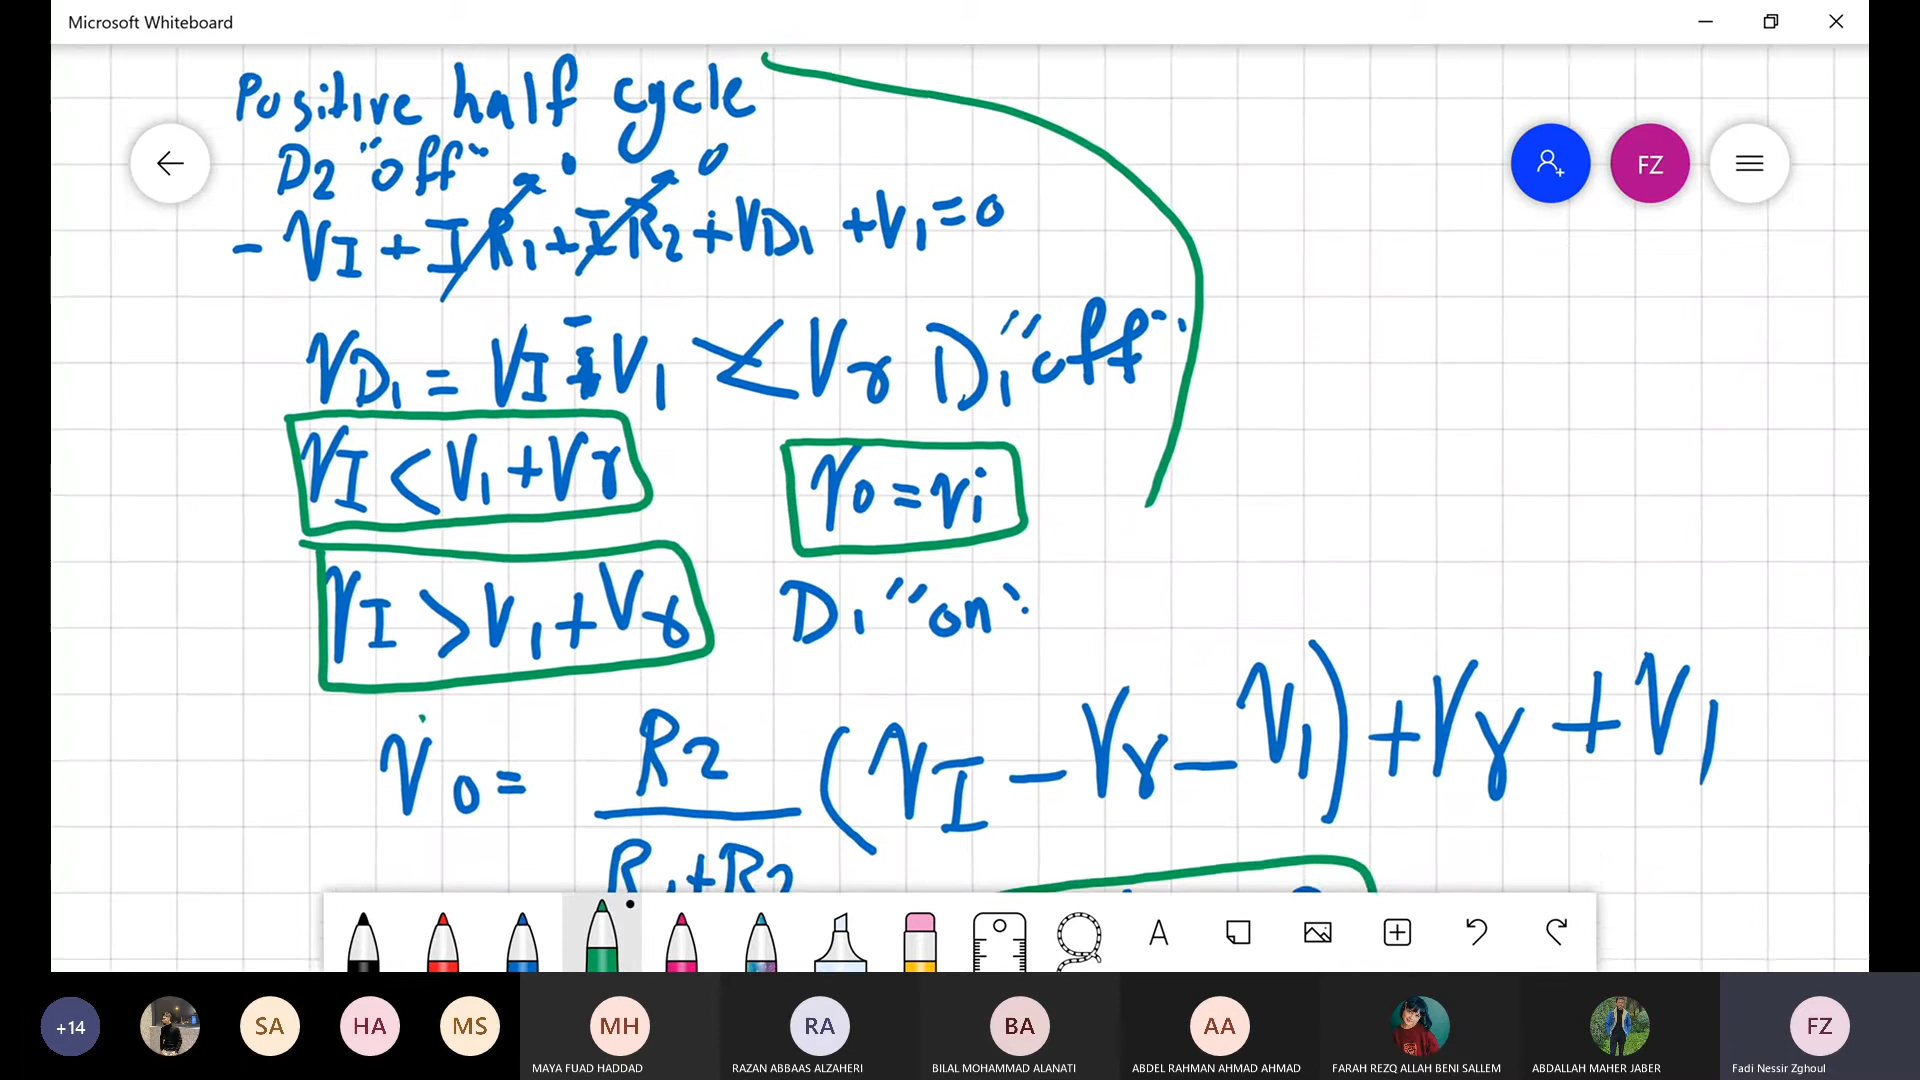 Microsoft Whiteboard
Positive half cycle
D2 "off" 0 0
- VI + IR1 + IR2 + VD1 + V1 = 0
VD1 = VI - V1 < Vγ D1 "off"
VI < V1 + Vγ
Vo = vi
VI > V1 + Vγ
D1 "on"
Vo = R2
(VI - Vγ - V1) + Vγ + V1
R1+R2
FZ
A
+14
SA
HA
MS
MH
RA
BA
AA
FZ
MAYA FUAD HADDAD
RAZAN ABBAAS ALZAHERI
BILAL MOHAMMAD ALANATI
ABDEL RAHMAN AHMAD AHMAD
FARAH REZQ ALLAH BENI SALLEM
ABDALLAH MAHER JABER
Fadi Nessir Zghoul